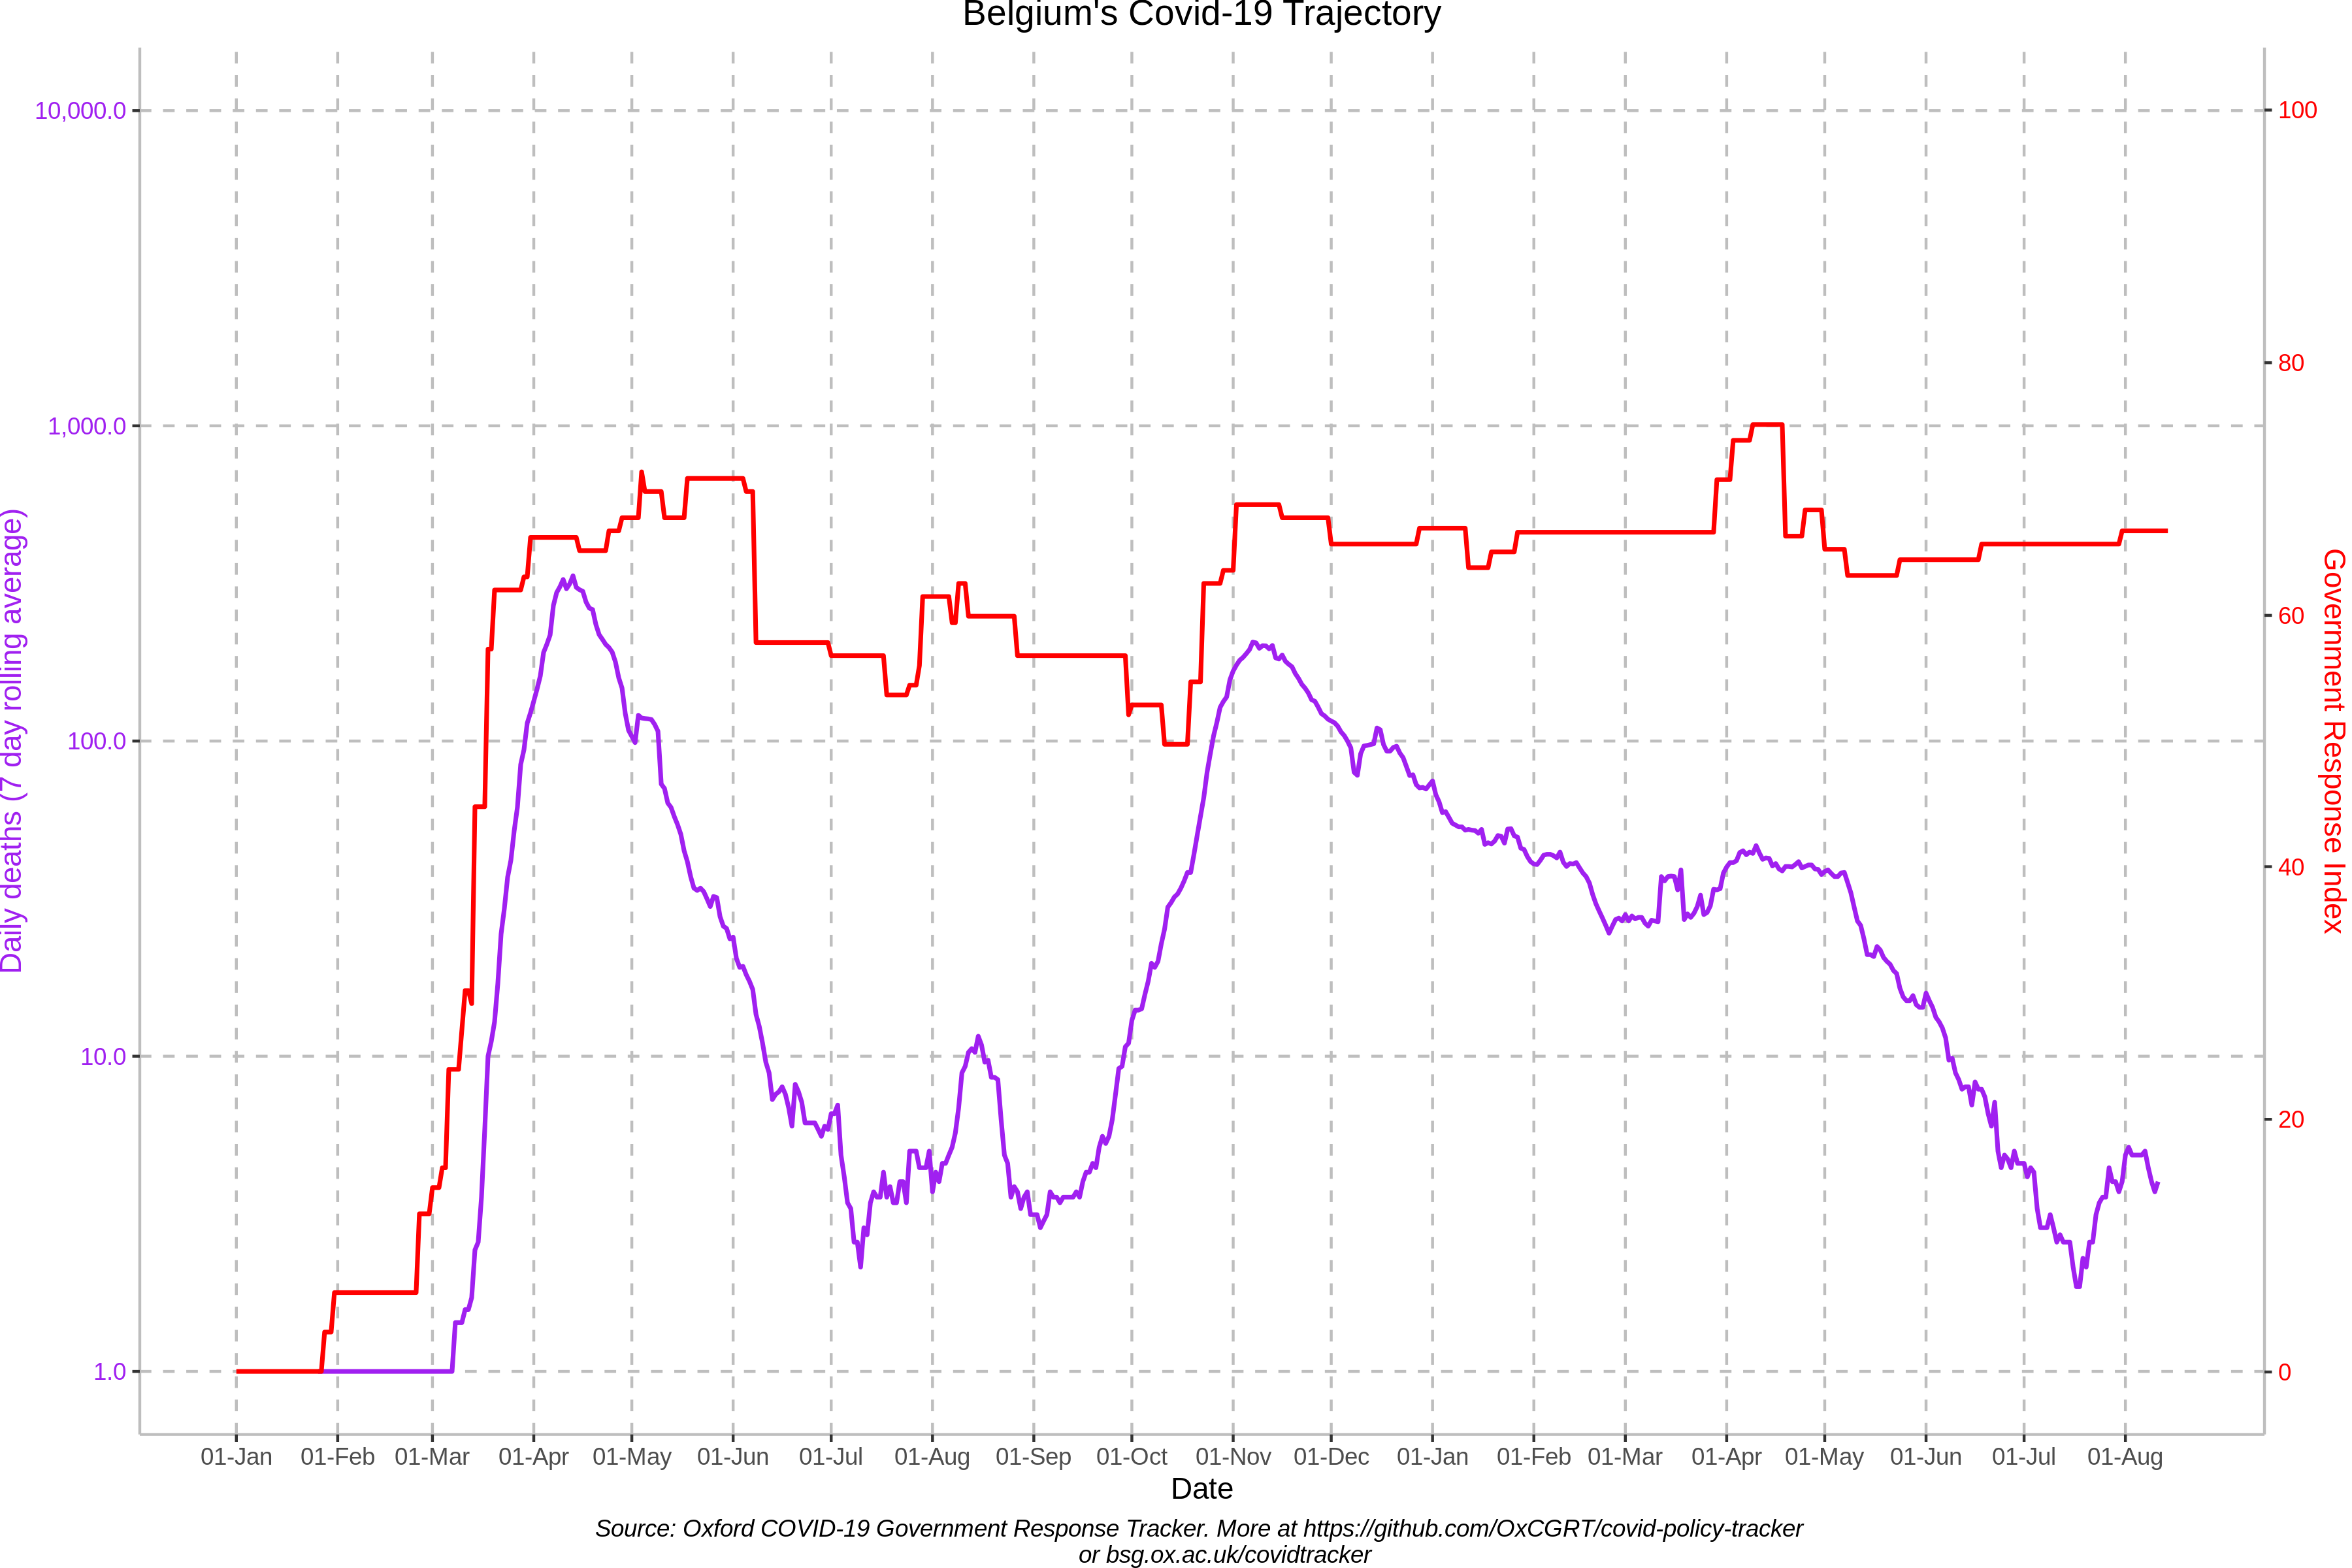 Belgium's Covid-19 Trajectory
10,000.0
1,000.0
100.0
10.0
1.0
Daily deaths (7 day rolling average)
100
80
60
40
20
0
Government Response Index
01-Jan 01-Feb 01-Mar 01-Apr 01-May 01-Jun 01-Jul 01-Aug 01-Sep 01-Oct 01-Nov 01-Dec 01-Jan 01-Feb 01-Mar 01-Apr 01-May 01-Jun 01-Jul 01-Aug
Date
Source: Oxford COVID-19 Government Response Tracker. More at https://github.com/OxCGRT/covid-policy-tracker
or bsg.ox.ac.uk/covidtracker